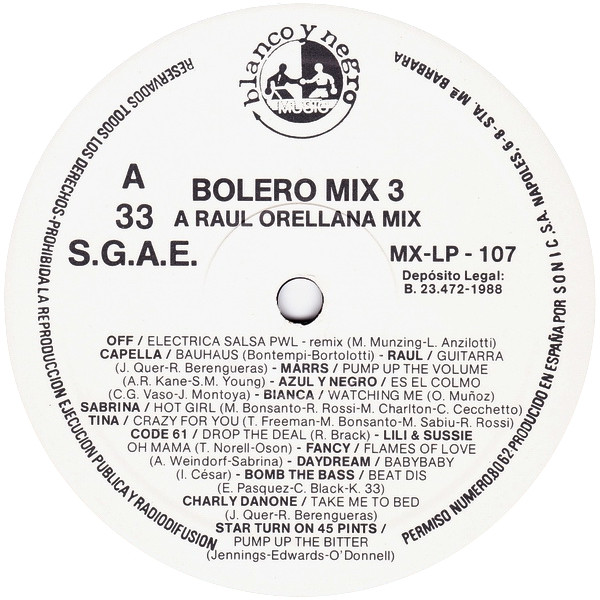 blanco y negro
MUSIC
RESERVADOS TODOS LOS DERECHOS-PROHIBIDA LA REPRODUCCION EJECUCION PUBLICA Y RADIODIFUSION
PERMISO NUMERO 8062 PRODUCIDO EN ESPAÑA POR SONIC S.A. NAPOLES, 6-8-STA. Mª. BARBARA
A
33
S.G.A.E.
BOLERO MIX 3
A RAUL ORELLANA MIX
MX-LP - 107
Depósito Legal:
B. 23.472-1988
OFF / ELECTRICA SALSA PWL - remix (M. Munzing-L. Anzilotti)
CAPELLA / BAUHAUS (Bontempi-Bortolotti) - RAUL / GUITARRA
(J. Quer-R. Berengueras) - MARRS / PUMP UP THE VOLUME
(A.R. Kane-S.M. Young) - AZUL Y NEGRO / ES EL COLMO
(C.G. Vaso-J. Montoya) - BIANCA / WATCHING ME (O. Muñoz)
SABRINA / HOT GIRL (M. Bonsanto-R. Rossi-M. Charlton-C. Cecchetto)
TINA / CRAZY FOR YOU (T. Freeman-M. Bonsanto-M. Sabiu-R. Rossi)
CODE 61 / DROP THE DEAL (R. Brack) - LILI & SUSSIE
OH MAMA (T. Norell-Oson) - FANCY / FLAMES OF LOVE
(A. Weindorf-Sabrina) - DAYDREAM / BABYBABY
(I. César) - BOMB THE BASS / BEAT DIS
(E. Pasquez-C. Black-K. 33)
CHARLY DANONE / TAKE ME TO BED
(J. Quer-R. Berengueras)
STAR TURN ON 45 PINTS /
PUMP UP THE BITTER
(Jennings-Edwards-O'Donnell)